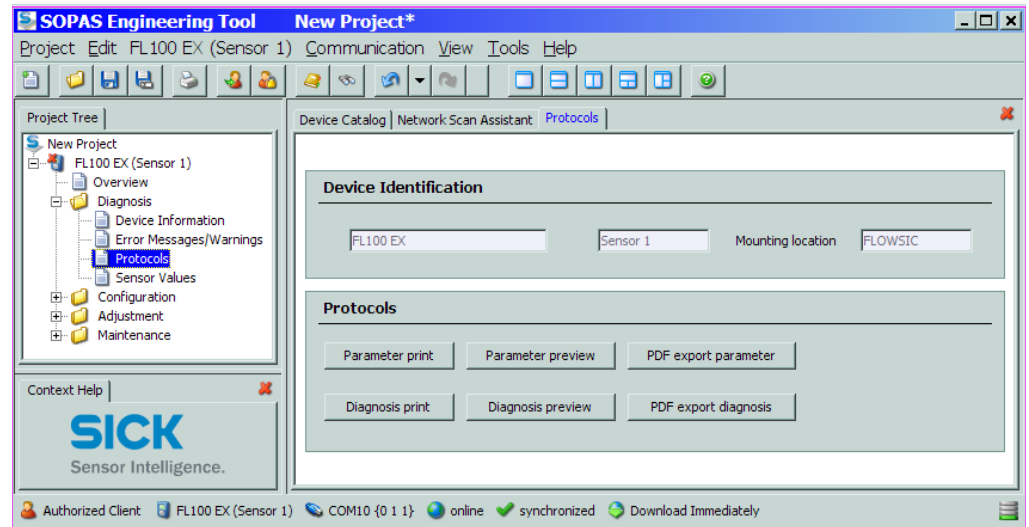 SOPAS Engineering Tool New Project*
Project Edit FL100 EX (Sensor 1) Communication View Tools Help
Project Tree
New Project
FL100 EX (Sensor 1)
Overview
Diagnosis
Device Information
Error Messages/Warnings
Protocols
Sensor Values
Configuration
Adjustment
Maintenance
Context Help
SICK
Sensor Intelligence.
Device Catalog Network Scan Assistant Protocols
Device Identification
FL100 EX Sensor 1 Mounting location FLOWSIC
Protocols
Parameter print Parameter preview PDF export parameter
Diagnosis print Diagnosis preview PDF export diagnosis
Authorized Client FL100 EX (Sensor 1) COM10 {0 1 1} online synchronized Download Immediately